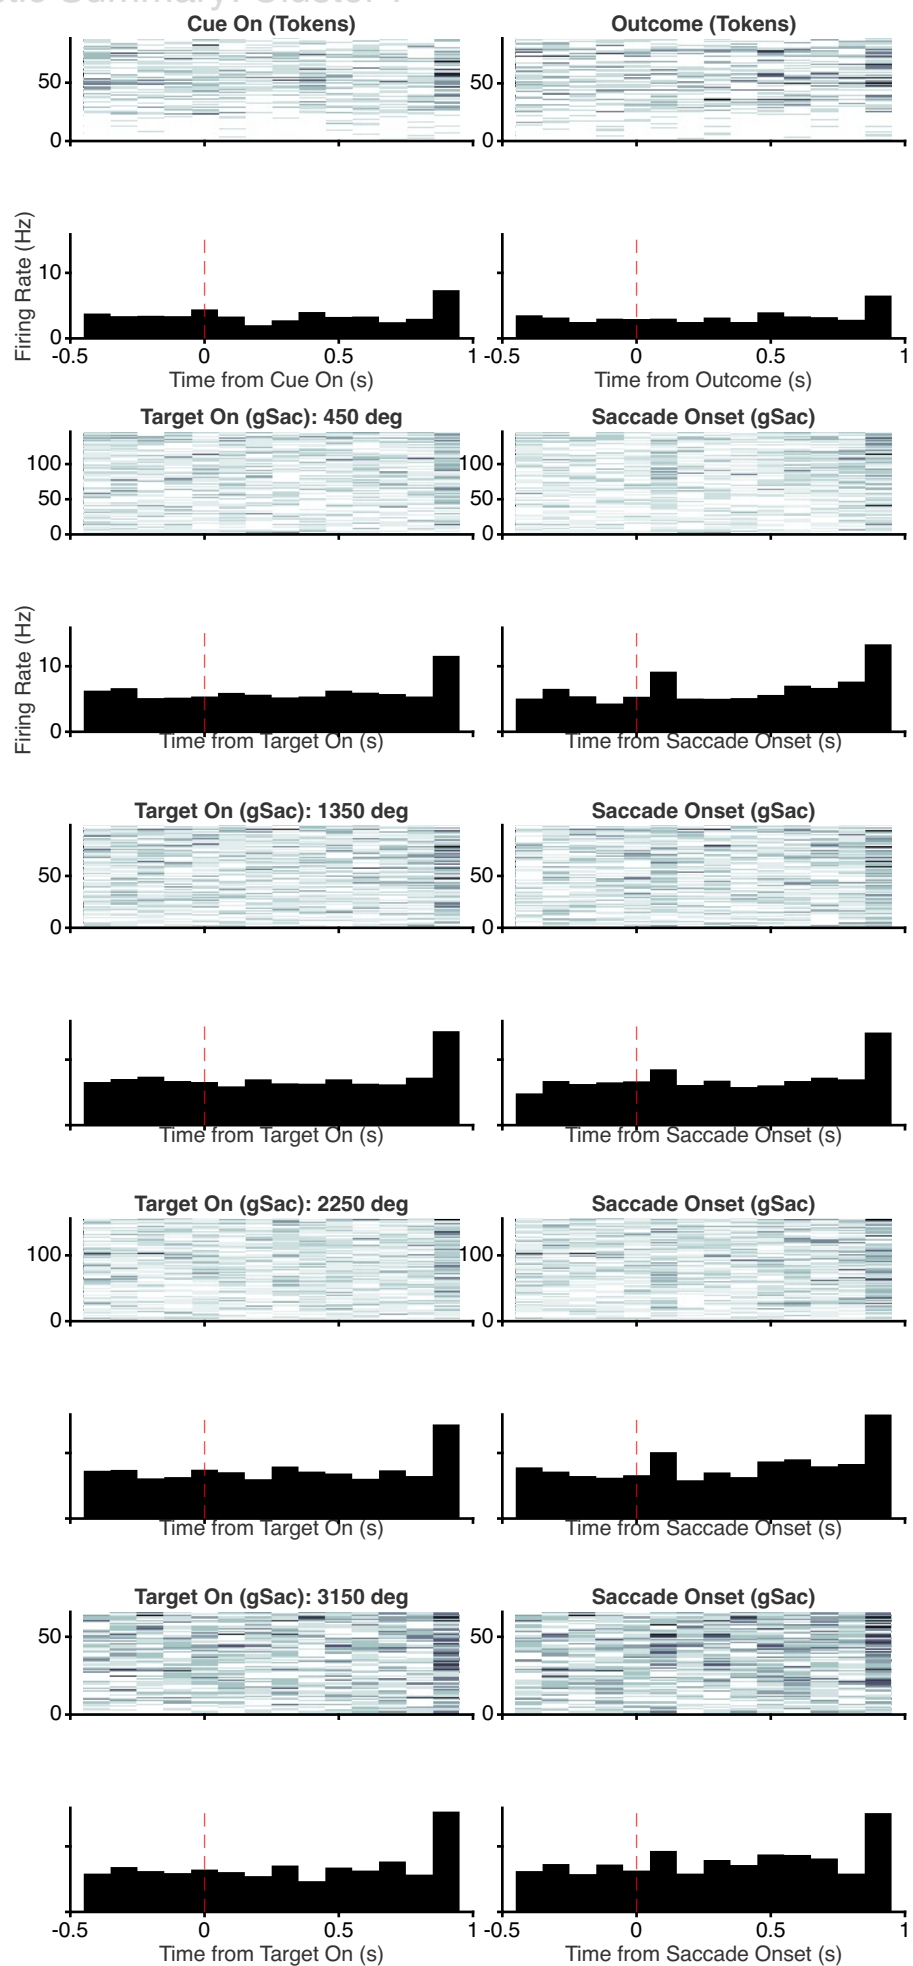 Summary: Cluster
Cue On (Tokens) Outcome (Tokens)
50 50
0 0
Firing Rate (Hz)
10
0
-0.5 0 0.5 1 -0.5 0 0.5 1
Time from Cue On (s) Time from Outcome (s)
Target On (gSac): 450 deg Saccade Onset (gSac)
100 100
50 50
0 0
Firing Rate (Hz)
10
0
Time from Target On (s) Time from Saccade Onset (s)
Target On (gSac): 1350 deg Saccade Onset (gSac)
50 50
0 0
Time from Target On (s) Time from Saccade Onset (s)
Target On (gSac): 2250 deg Saccade Onset (gSac)
100 100
0 0
Time from Target On (s) Time from Saccade Onset (s)
Target On (gSac): 3150 deg Saccade Onset (gSac)
50 50
0 0
-0.5 0 0.5 1 -0.5 0 0.5 1
Time from Target On (s) Time from Saccade Onset (s)